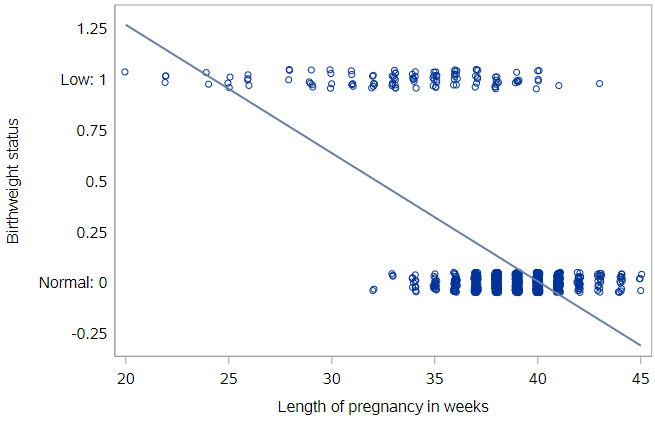 1.25
Low: 1
0.75
0.5
0.25
Normal: 0
-0.25
Birthweight status
20 25 30 35 40 45
Length of pregnancy in weeks